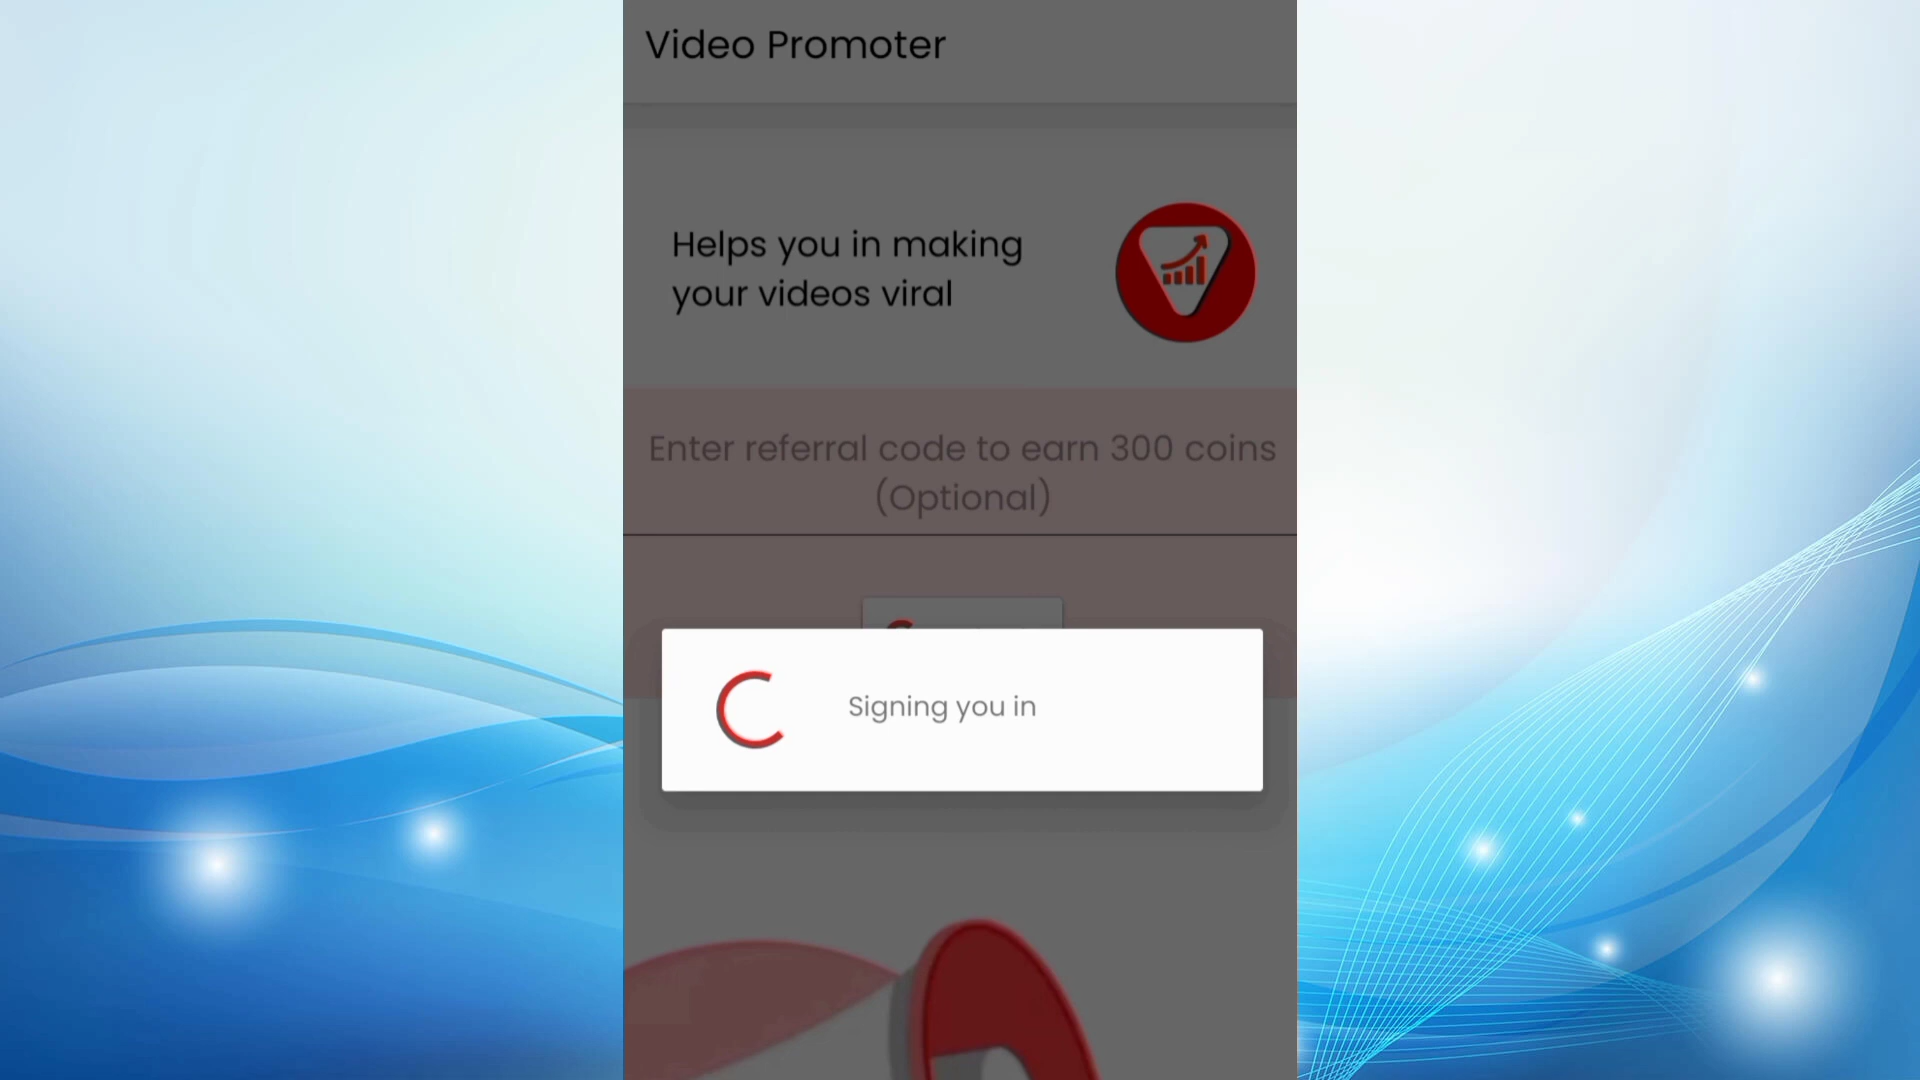 Video Promoter
Helps you in making
your videos viral
Enter referral code to earn 300 coins
(Optional)
Signing you in